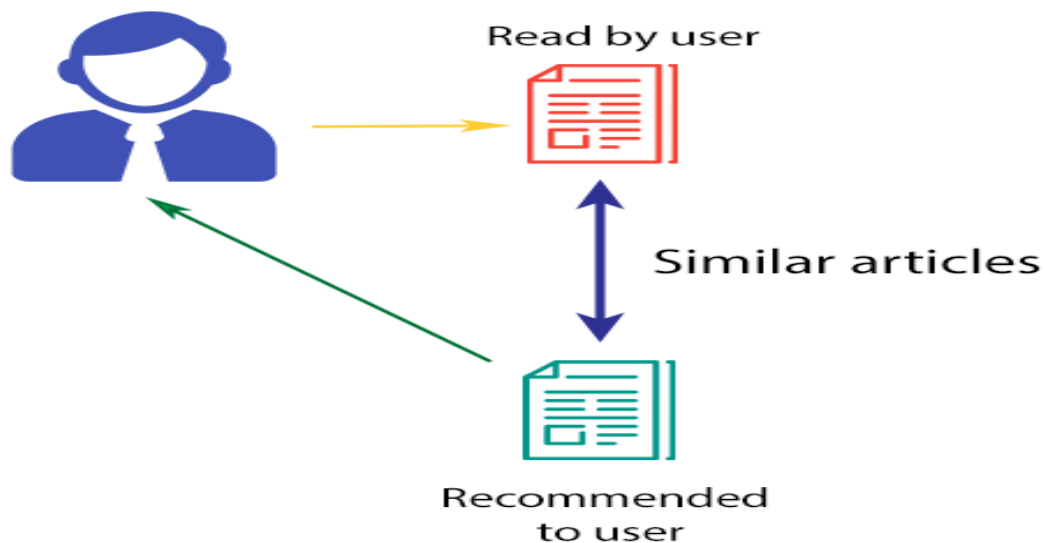 Read by user
Similar articles
Recommended
to user